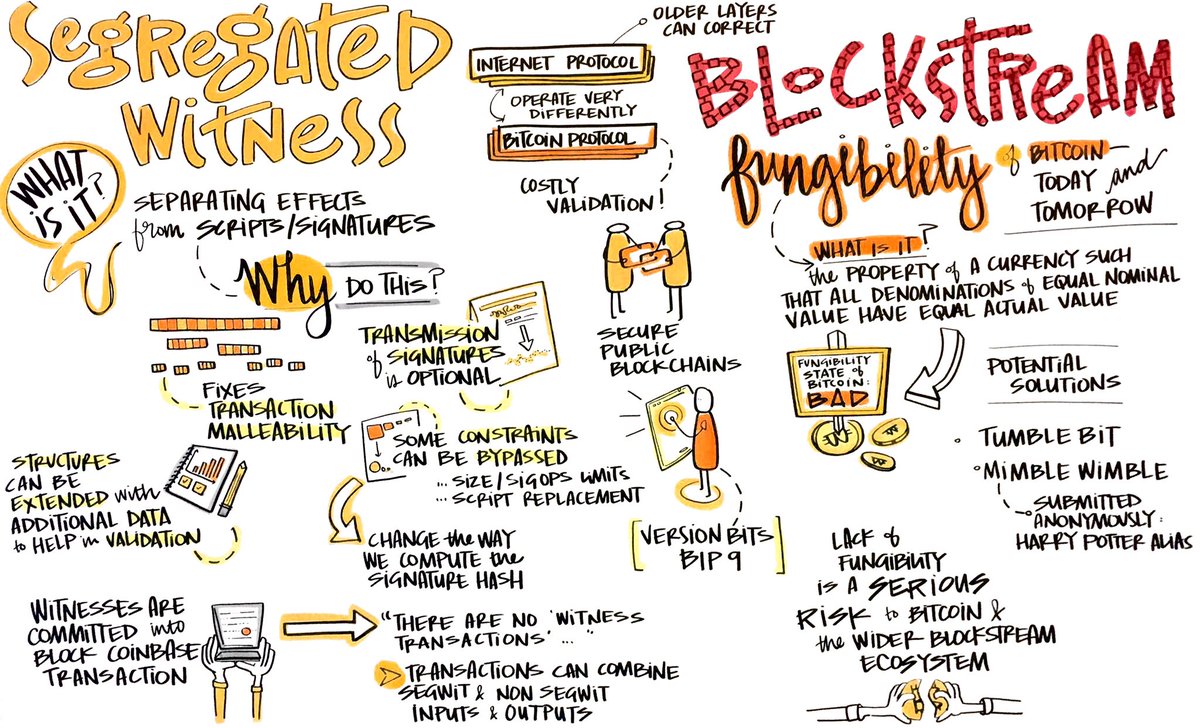 SEGREGATED
WITNESS
WHAT
IS IT?
SEPARATING EFFECTS
from SCRIPTS/SIGNATURES
Why DO THIS?
FIXES
TRANSACTION
MALLEABILITY
TRANSMISSION
of SIGNATURES
is OPTIONAL
STRUCTURES
CAN BE
EXTENDED with
ADDITIONAL DATA
to HELP in VALIDATION
SOME CONSTRAINTS
CAN BE BYPASSED
... SIZE/SIGOPS LIMITS
... SCRIPT REPLACEMENT
CHANGE the WAY
WE COMPUTE the
SIGNATURE HASH
WITNESSES ARE
COMMITTED into
BLOCK COINBASE
TRANSACTION
"THERE ARE NO 'WITNESS
TRANSACTIONS' ... "
TRANSACTIONS CAN COMBINE
SEGWIT & NON SEGWIT
INPUTS & OUTPUTS
OLDER LAYERS
CAN CORRECT
INTERNET PROTOCOL
OPERATE VERY
DIFFERENTLY
BITCOIN PROTOCOL
COSTLY
VALIDATION!
SECURE
PUBLIC
BLOCKCHAINS
[VERSION BITS
BIP 9]
BLOCKSTREAM
fungibility of BITCOIN
TODAY and
TOMORROW
WHAT IS IT?
the PROPERTY of A CURRENCY SUCH
THAT ALL DENOMINATIONS of EQUAL NOMINAL
VALUE HAVE EQUAL ACTUAL VALUE
FUNGIBILITY
STATE of
BITCOIN:
BAD
POTENTIAL
SOLUTIONS
TUMBLE BIT
MIMBLE WIMBLE
SUBMITTED
ANONYMOUSLY:
HARRY POTTER ALIAS
LACK of
FUNGIBILITY
IS A SERIOUS
RISK to BITCOIN &
the WIDER BLOCKSTREAM
ECOSYSTEM